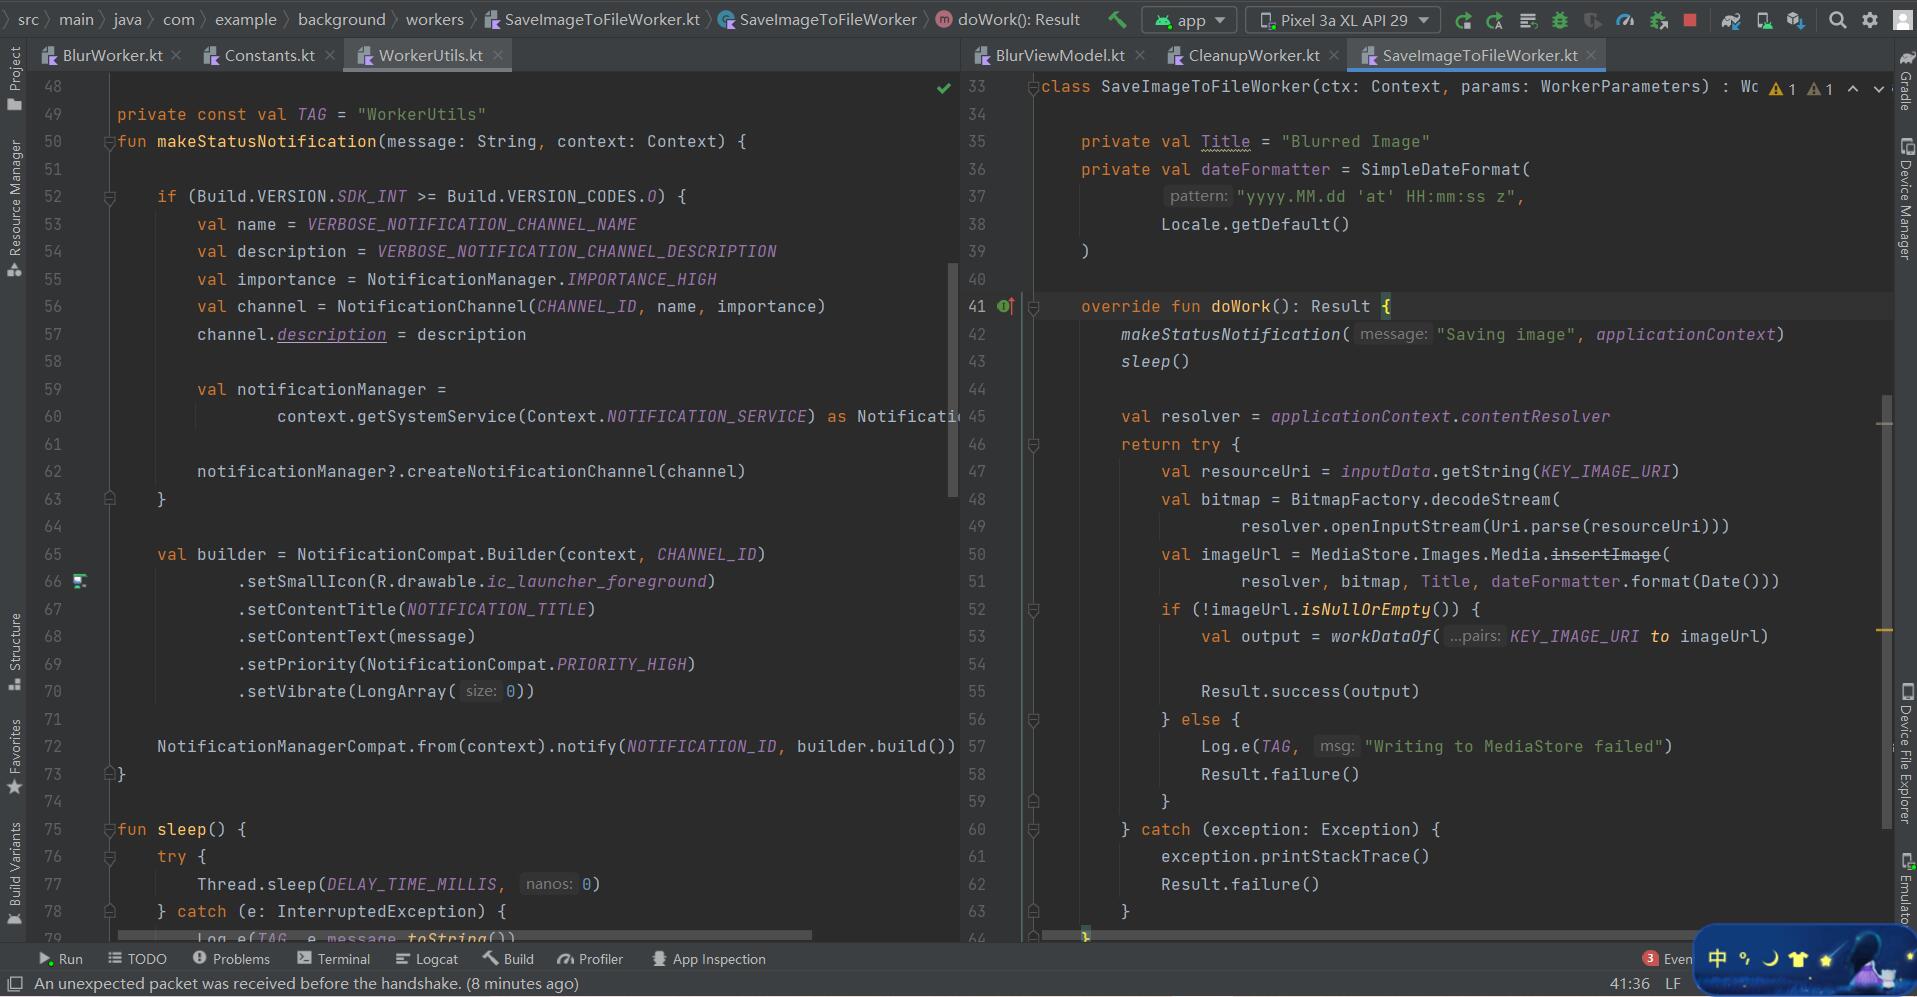 src main java com example background workers SaveImageToFileWorker.kt SaveImageToFileWorker doWork(): Result app Pixel 3a XL API 29
Project
Resource Manager
Structure
Favorites
Build Variants
BlurWorker.kt Constants.kt WorkerUtils.kt
48
49 private const val TAG = "WorkerUtils"
50 fun makeStatusNotification(message: String, context: Context) {
51
52 if (Build.VERSION.SDK_INT >= Build.VERSION_CODES.O) {
53 val name = VERBOSE_NOTIFICATION_CHANNEL_NAME
54 val description = VERBOSE_NOTIFICATION_CHANNEL_DESCRIPTION
55 val importance = NotificationManager.IMPORTANCE_HIGH
56 val channel = NotificationChannel(CHANNEL_ID, name, importance)
57 channel.description = description
58
59 val notificationManager =
60 context.getSystemService(Context.NOTIFICATION_SERVICE) as Notificati
61
62 notificationManager?.createNotificationChannel(channel)
63 }
64
65 val builder = NotificationCompat.Builder(context, CHANNEL_ID)
66 .setSmallIcon(R.drawable.ic_launcher_foreground)
67 .setContentTitle(NOTIFICATION_TITLE)
68 .setContentText(message)
69 .setPriority(NotificationCompat.PRIORITY_HIGH)
70 .setVibrate(LongArray( size: 0))
71
72 NotificationManagerCompat.from(context).notify(NOTIFICATION_ID, builder.build())
73 }
74
75 fun sleep() {
76 try {
77 Thread.sleep(DELAY_TIME_MILLIS, nanos: 0)
78 } catch (e: InterruptedException) {
79 Log.e(TAG, e.message.toString())
BlurViewModel.kt CleanupWorker.kt SaveImageToFileWorker.kt
33 class SaveImageToFileWorker(ctx: Context, params: WorkerParameters) : Wo 1 1
34
35 private val Title = "Blurred Image"
36 private val dateFormatter = SimpleDateFormat(
37 pattern: "yyyy.MM.dd 'at' HH:mm:ss z",
38 Locale.getDefault()
39 )
40
41 override fun doWork(): Result {
42 makeStatusNotification( message: "Saving image", applicationContext)
43 sleep()
44
45 val resolver = applicationContext.contentResolver
46 return try {
47 val resourceUri = inputData.getString(KEY_IMAGE_URI)
48 val bitmap = BitmapFactory.decodeStream(
49 resolver.openInputStream(Uri.parse(resourceUri)))
50 val imageUrl = MediaStore.Images.Media.insertImage(
51 resolver, bitmap, Title, dateFormatter.format(Date()))
52 if (!imageUrl.isNullOrEmpty()) {
53 val output = workDataOf( ...pairs: KEY_IMAGE_URI to imageUrl)
54
55 Result.success(output)
56 } else {
57 Log.e(TAG, msg: "Writing to MediaStore failed")
58 Result.failure()
59 }
60 } catch (exception: Exception) {
61 exception.printStackTrace()
62 Result.failure()
63 }
64 }
Gradle
Device Manager
Device File Explorer
Emulato
Run TODO Problems Terminal Logcat Build Profiler App Inspection 3 Even
An unexpected packet was received before the handshake. (8 minutes ago) 41:36 LF
中